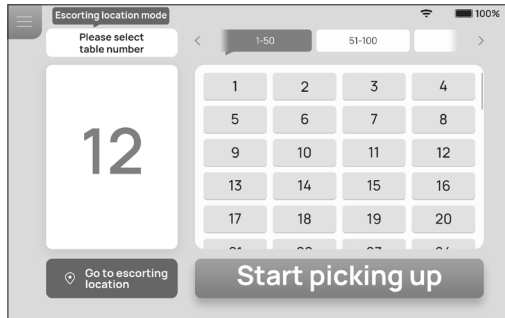 Escorting location mode
100%
Please select
table number
1-50
51-100
12
1 2 3 4
5 6 7 8
9 10 11 12
13 14 15 16
17 18 19 20
Go to escorting
location
Start picking up